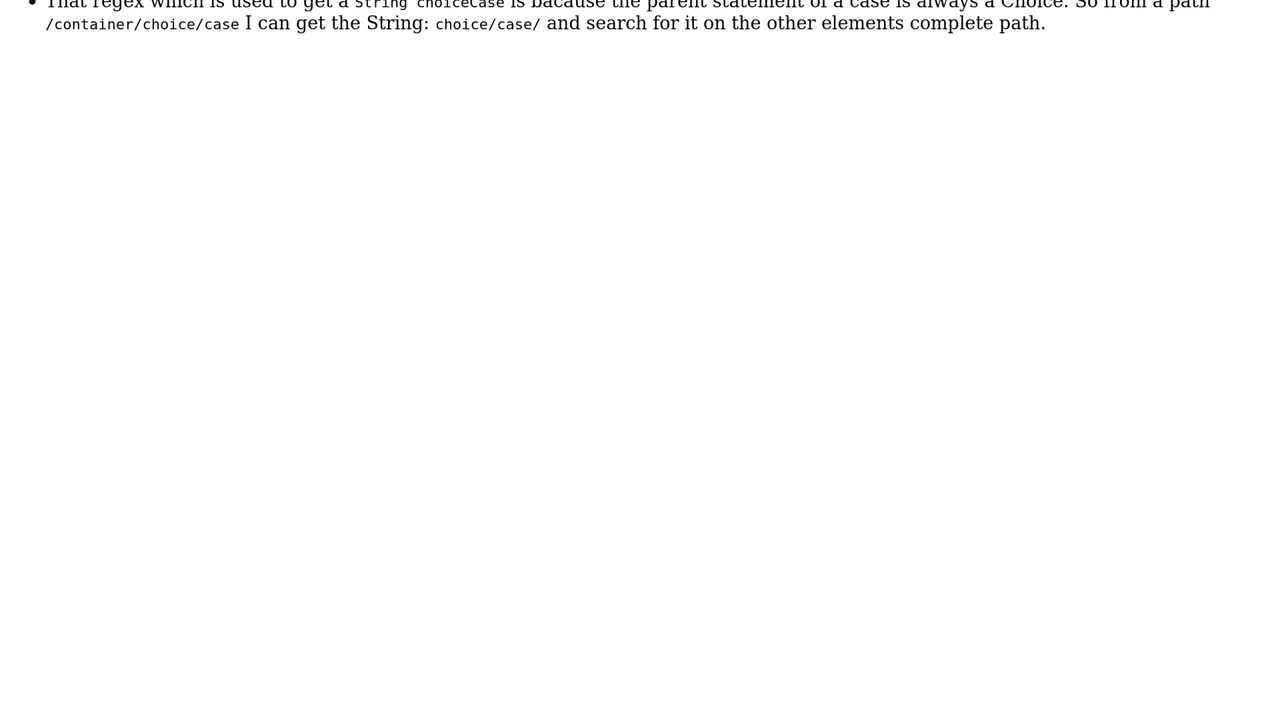 That regex which is used to get a String choiceCase is bacause the parent statement of a case is always a Choice. So from a path
/container/choice/case I can get the String: choice/case/ and search for it on the other elements complete path.